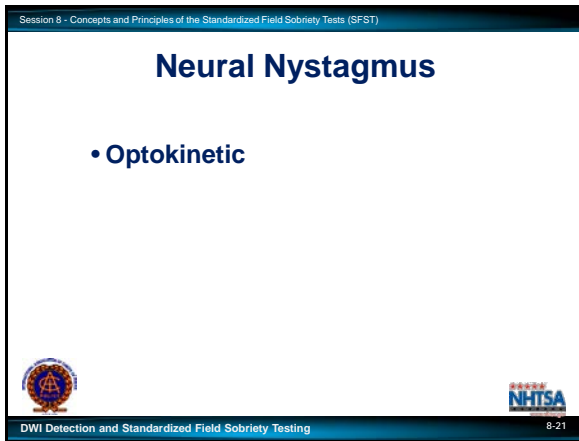 Session 8 - Concepts and Principles of the Standardized Field Sobriety Tests (SFST)
Neural Nystagmus
• Optokinetic
NHTSA
DWI Detection and Standardized Field Sobriety Testing
8-21